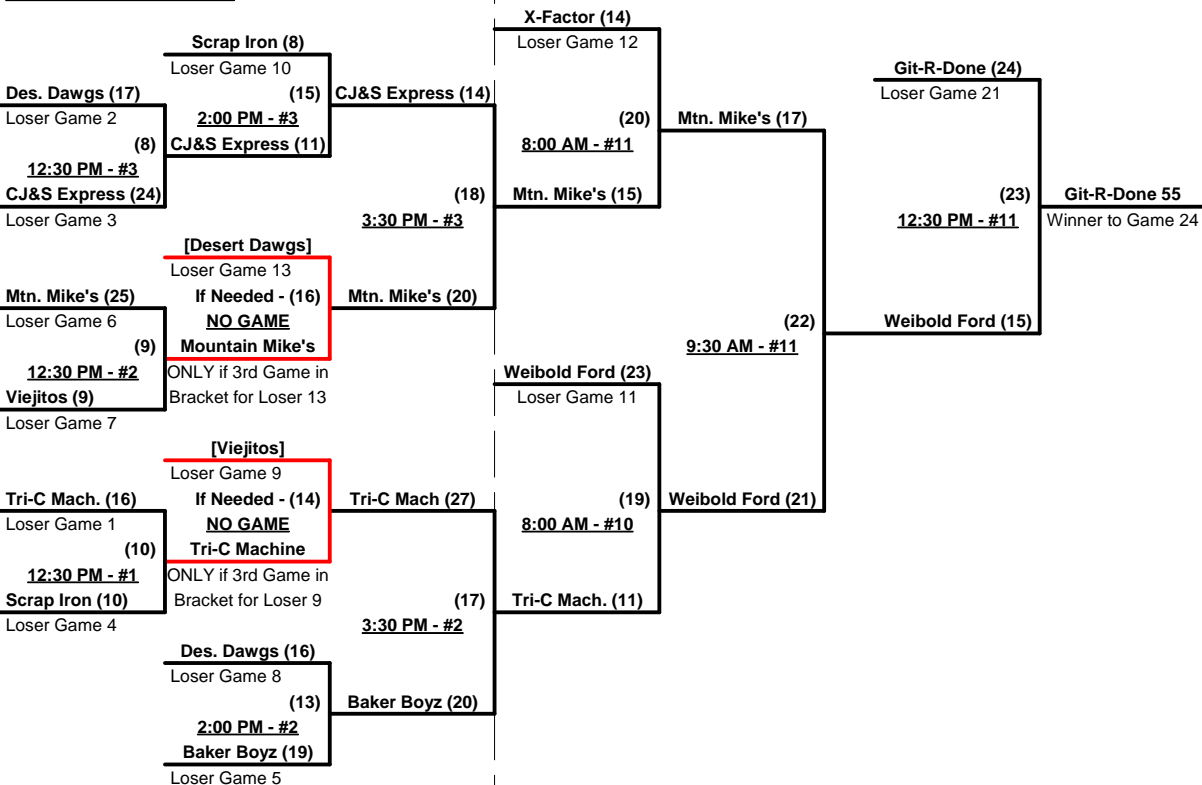 X-Factor (14)
Loser Game 12
Scrap Iron (8)
Loser Game 10
Git-R-Done (24)
Loser Game 21
Des. Dawgs (17)
Loser Game 2
(15)
2:00 PM - #3
CJ&S Express (14)
(20)
8:00 AM - #11
Mtn. Mike's (17)
(8)
12:30 PM - #3
CJ&S Express (11)
CJ&S Express (24)
Loser Game 3
(18)
3:30 PM - #3
Mtn. Mike's (15)
(23)
12:30 PM - #11
Git-R-Done 55
Winner to Game 24
[Desert Dawgs]
Loser Game 13
Mtn. Mike's (25)
Loser Game 6
If Needed - (16)
NO GAME
Mountain Mike's
Mtn. Mike's (20)
(9)
12:30 PM - #2
ONLY if 3rd Game in
Bracket for Loser 13
(22)
9:30 AM - #11
Weibold Ford (15)
Viejitos (9)
Loser Game 7
Weibold Ford (23)
Loser Game 11
[Viejitos]
Loser Game 9
Tri-C Mach. (16)
Loser Game 1
If Needed - (14)
NO GAME
Tri-C Machine
Tri-C Mach (27)
(19)
8:00 AM - #10
Weibold Ford (21)
(10)
12:30 PM - #1
ONLY if 3rd Game in
Bracket for Loser 9
Scrap Iron (10)
Loser Game 4
(17)
3:30 PM - #2
Tri-C Mach. (11)
Des. Dawgs (16)
Loser Game 8
(13)
2:00 PM - #2
Baker Boyz (20)
Baker Boyz (19)
Loser Game 5